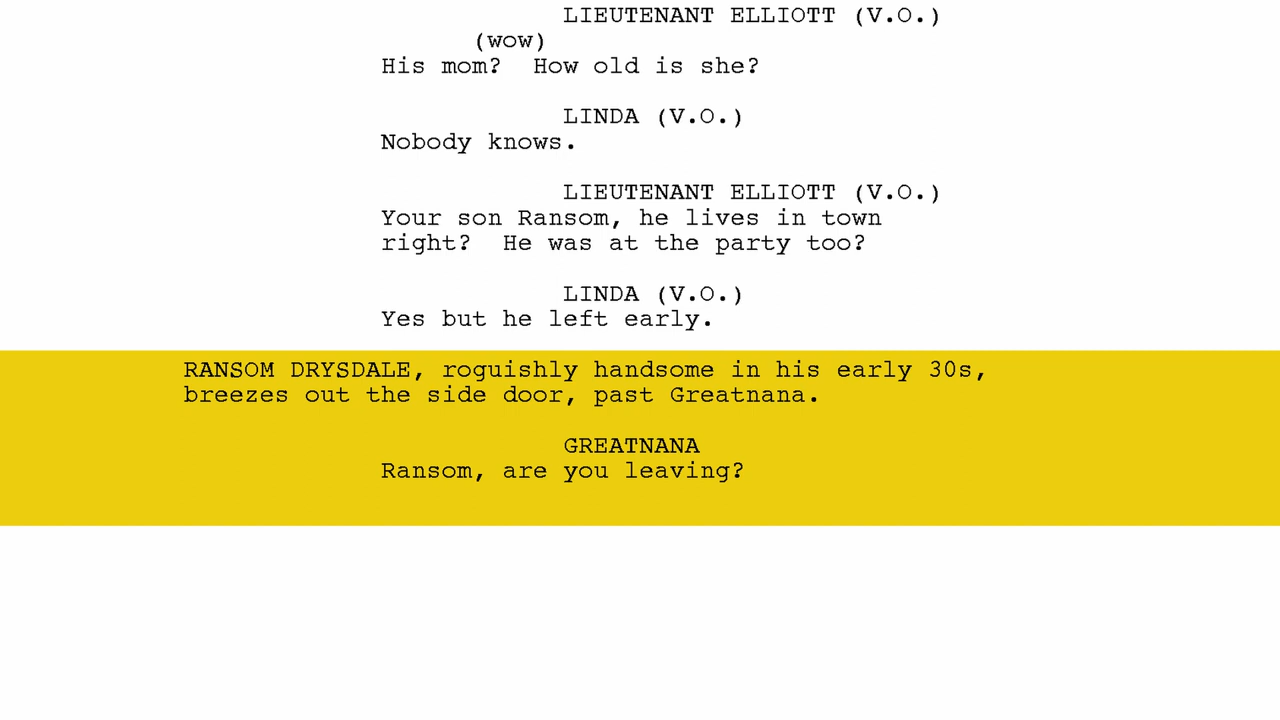 LIEUTENANT ELLIOTT (V.O.)
(wow)
His mom?  How old is she?
LINDA (V.O.)
Nobody knows.
LIEUTENANT ELLIOTT (V.O.)
Your son Ransom, he lives in town
right?  He was at the party too?
LINDA (V.O.)
Yes but he left early.
RANSOM DRYSDALE, roguishly handsome in his early 30s,
breezes out the side door, past Greatnana.
GREATNANA
Ransom, are you leaving?